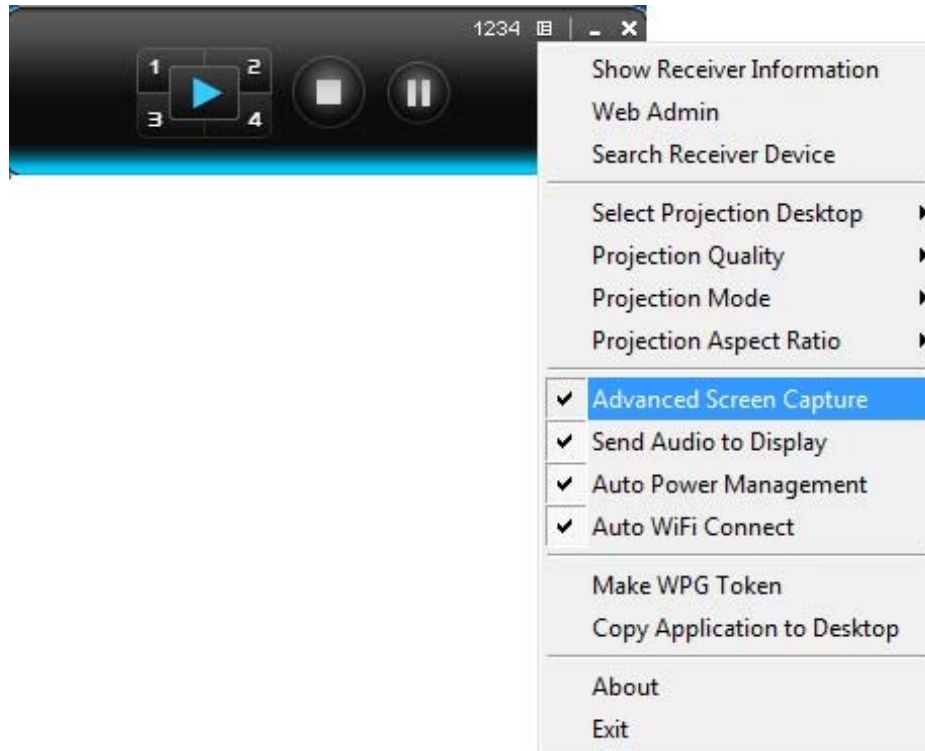 1234
1 2
3 4
Show Receiver Information
Web Admin
Search Receiver Device
Select Projection Desktop
Projection Quality
Projection Mode
Projection Aspect Ratio
Advanced Screen Capture
Send Audio to Display
Auto Power Management
Auto WiFi Connect
Make WPG Token
Copy Application to Desktop
About
Exit